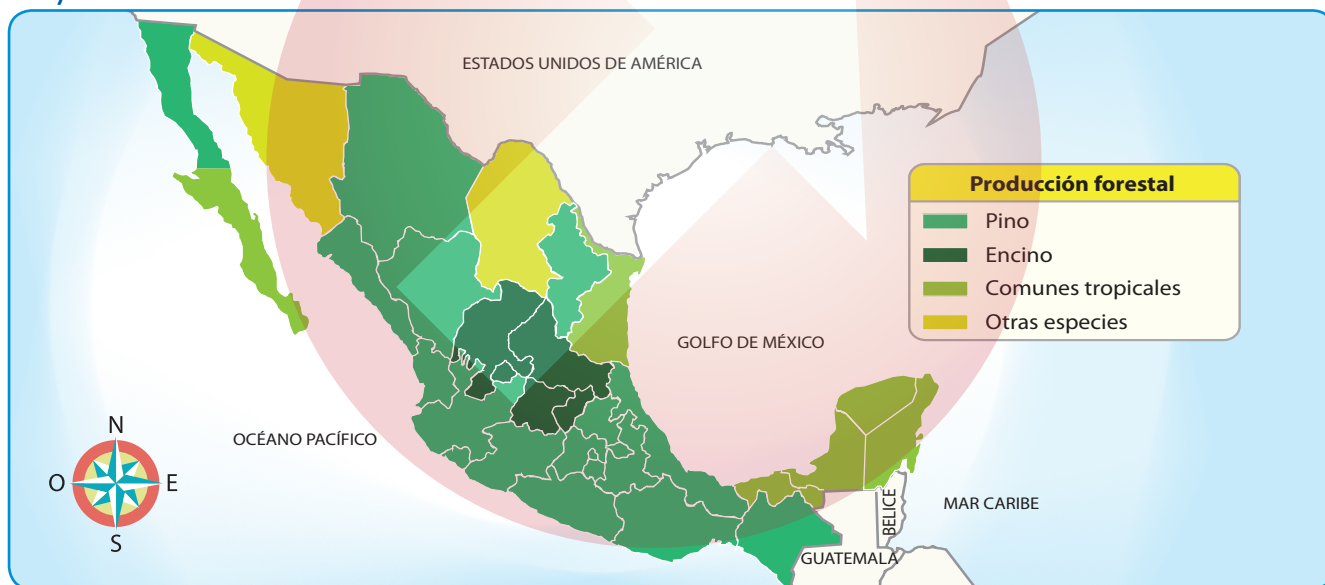 ESTADOS UNIDOS DE AMÉRICA
Producción forestal
Pino
Encino
Comunes tropicales
Otras especies
GOLFO DE MÉXICO
OCÉANO PACÍFICO
N
O
E
S
BELICE
MAR CARIBE
GUATEMALA